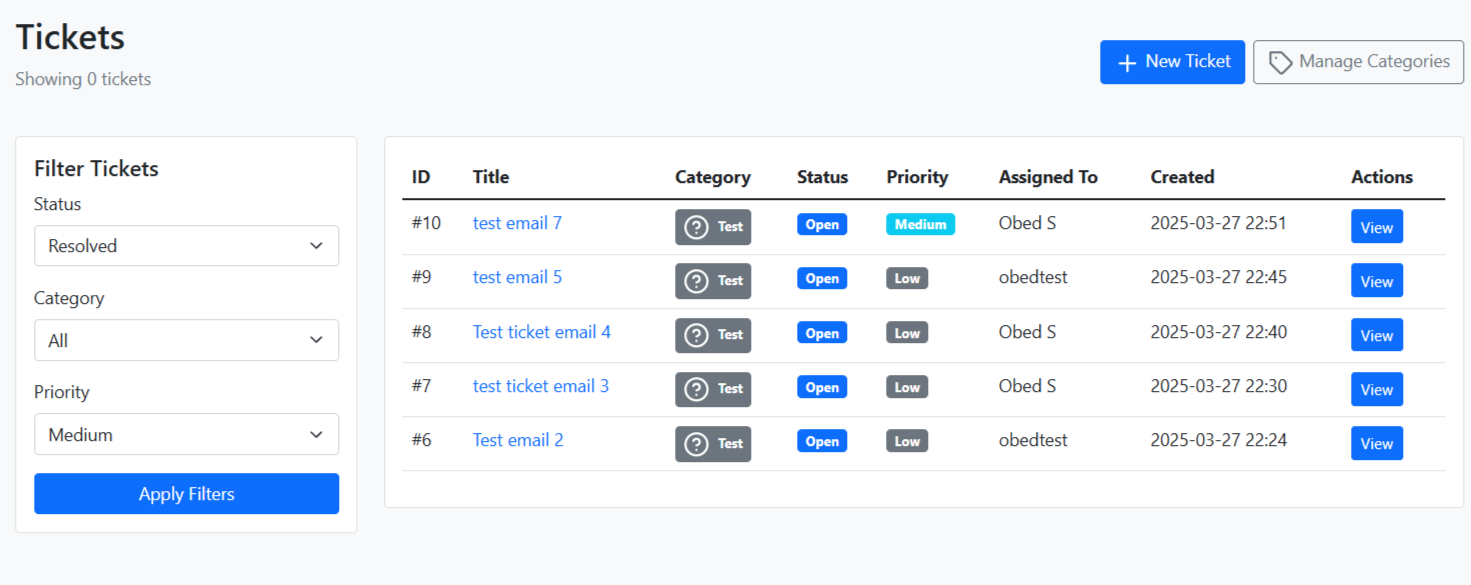 Tickets
Showing 0 tickets
New Ticket
Manage Categories
Filter Tickets
Status
Resolved
Category
All
Priority
Medium
Apply Filters
ID Title Category Status Priority Assigned To Created Actions
#10 test email 7 Test Open Medium Obed S 2025-03-27 22:51 View
#9 test email 5 Test Open Low obedtest 2025-03-27 22:45 View
#8 Test ticket email 4 Test Open Low Obed S 2025-03-27 22:40 View
#7 test ticket email 3 Test Open Low Obed S 2025-03-27 22:30 View
#6 Test email 2 Test Open Low obedtest 2025-03-27 22:24 View